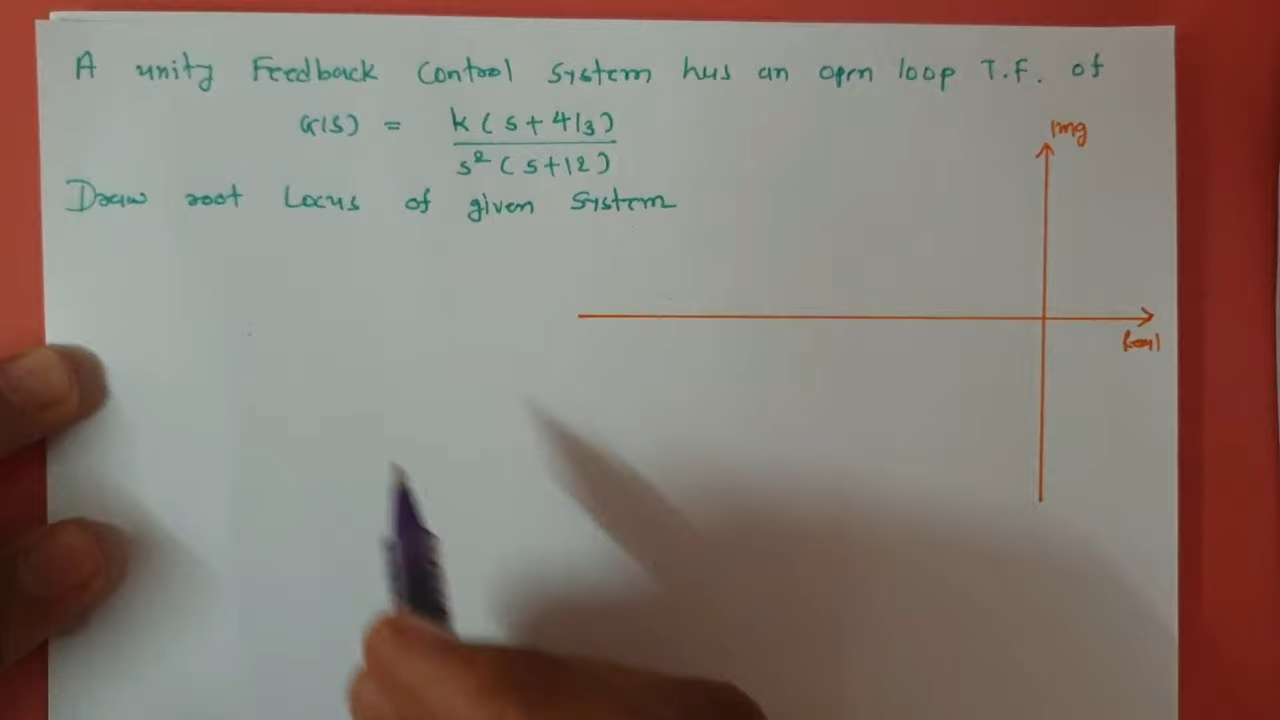 A unity Feedback Control System has an open loop T.F. of
G(S) = K(S+4/3)
S²(S+12)
Draw root Locus of given System
Img
Real